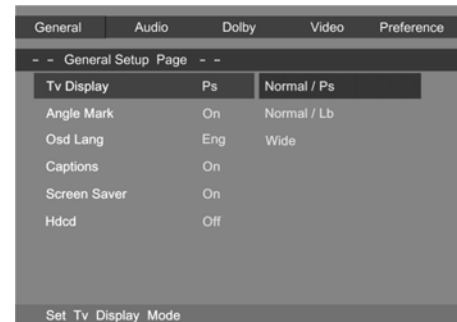 General Audio Dolby Video Preference
- - General Setup Page - -
Tv Display Ps Normal / Ps
Angle Mark On Normal / Lb
Osd Lang Eng Wide
Captions On
Screen Saver On
Hdcd Off
Set Tv Display Mode